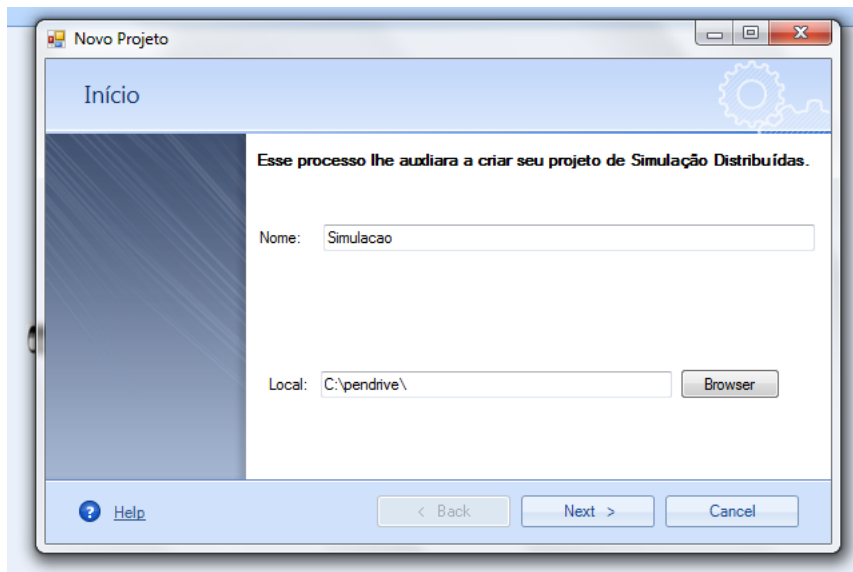 Novo Projeto
Início
Esse processo lhe auxliara a criar seu projeto de Simulação Distribuídas.
Nome: Simulacao
Local: C:\pendrive\ Browser
? Help < Back Next > Cancel